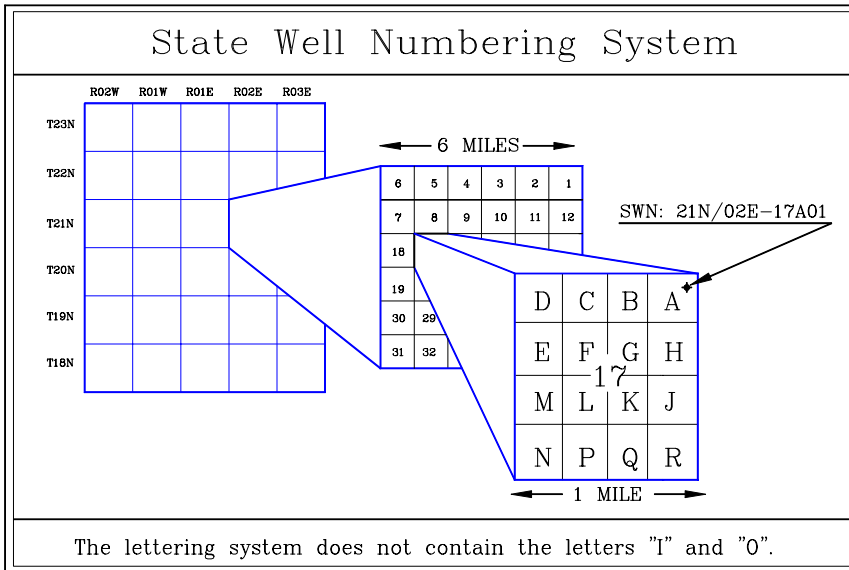 State Well Numbering System
R02W R01W R01E R02E R03E
T23N
T22N
T21N
T20N
T19N
T18N
6 MILES
6 5 4 3 2 1
7 8 9 10 11 12
18
19
30 29
31 32
SWN: 21N/02E-17A01
D C B A
E F G H
17
M L K J
N P Q R
1 MILE
The lettering system does not contain the letters "I" and "O".